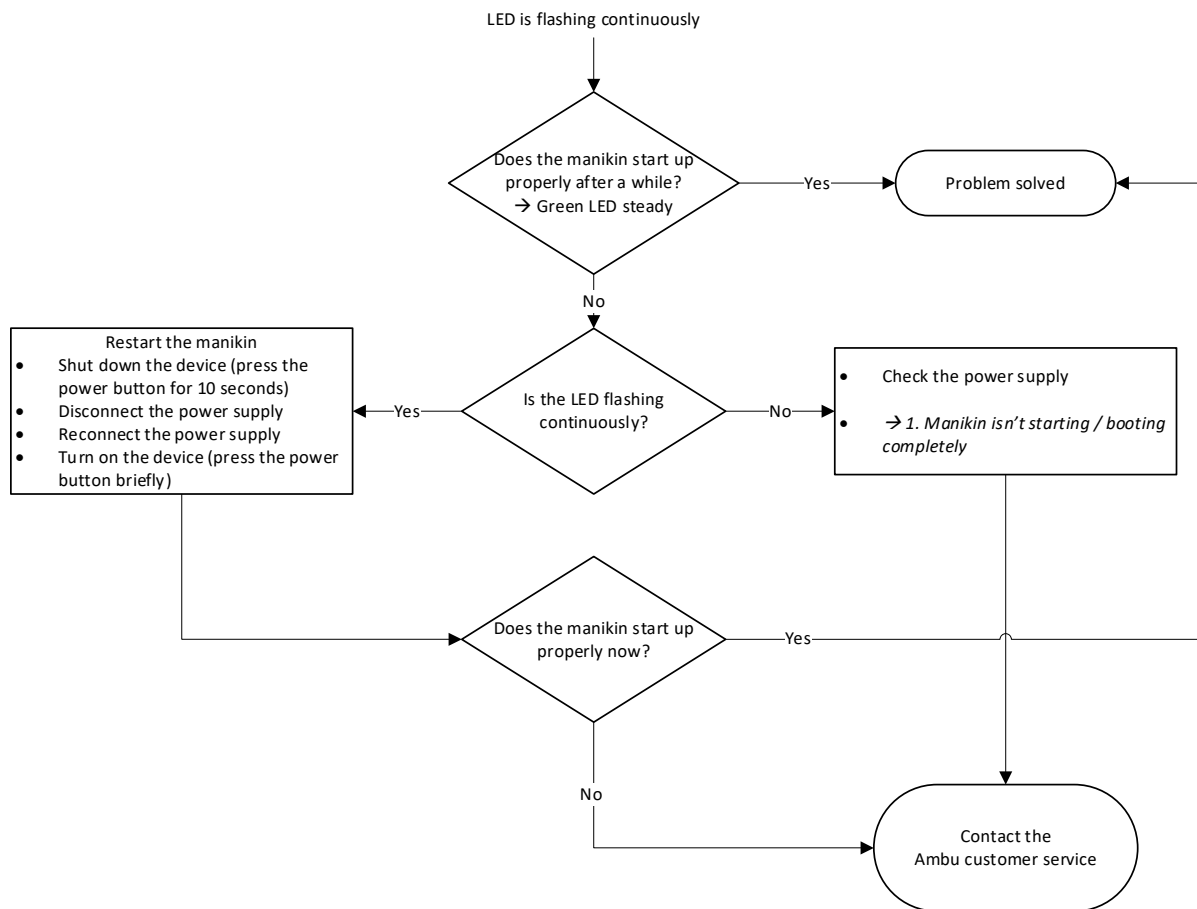 LED is flashing continuously
Does the manikin start up
properly after a while?
→ Green LED steady
Yes
Problem solved
No
Restart the manikin
• Shut down the device (press the
power button for 10 seconds)
• Disconnect the power supply
• Reconnect the power supply
• Turn on the device (press the power
button briefly)
Yes
Is the LED flashing
continuously?
No
• Check the power supply
• → 1. Manikin isn’t starting / booting
completely
Does the manikin start up
properly now?
Yes
No
Contact the
Ambu customer service